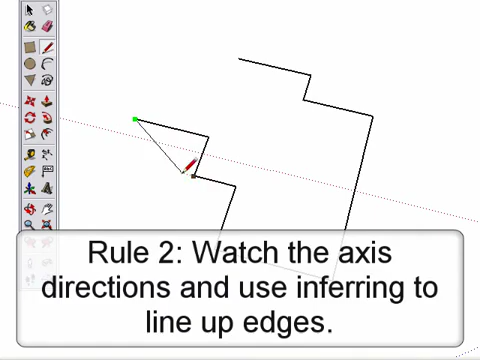 Rule 2: Watch the axis
directions and use inferring to
line up edges.